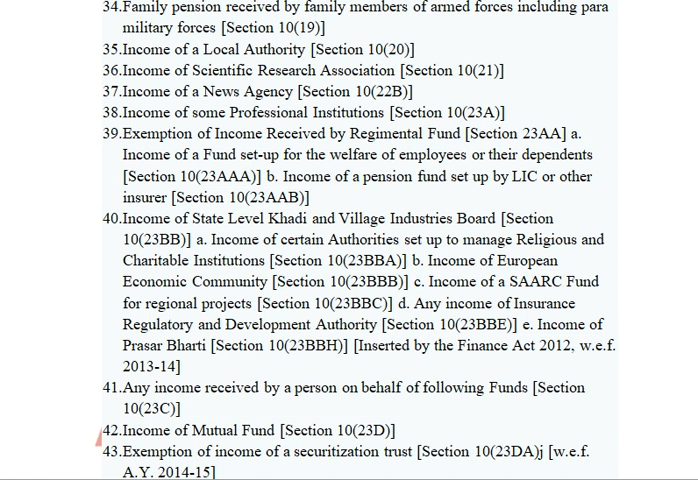 34.Family pension received by family members of armed forces including para
military forces [Section 10(19)]
35.Income of a Local Authority [Section 10(20)]
36.Income of Scientific Research Association [Section 10(21)]
37.Income of a News Agency [Section 10(22B)]
38.Income of some Professional Institutions [Section 10(23A)]
39.Exemption of Income Received by Regimental Fund [Section 23AA] a.
Income of a Fund set-up for the welfare of employees or their dependents
[Section 10(23AAA)] b. Income of a pension fund set up by LIC or other
insurer [Section 10(23AAB)]
40.Income of State Level Khadi and Village Industries Board [Section
10(23BB)] a. Income of certain Authorities set up to manage Religious and
Charitable Institutions [Section 10(23BBA)] b. Income of European
Economic Community [Section 10(23BBB)] c. Income of a SAARC Fund
for regional projects [Section 10(23BBC)] d. Any income of Insurance
Regulatory and Development Authority [Section 10(23BBE)] e. Income of
Prasar Bharti [Section 10(23BBH)] [Inserted by the Finance Act 2012, w.e.f.
2013-14]
41.Any income received by a person on behalf of following Funds [Section
10(23C)]
42.Income of Mutual Fund [Section 10(23D)]
43.Exemption of income of a securitization trust [Section 10(23DA)j [w.e.f.
A.Y. 2014-15]